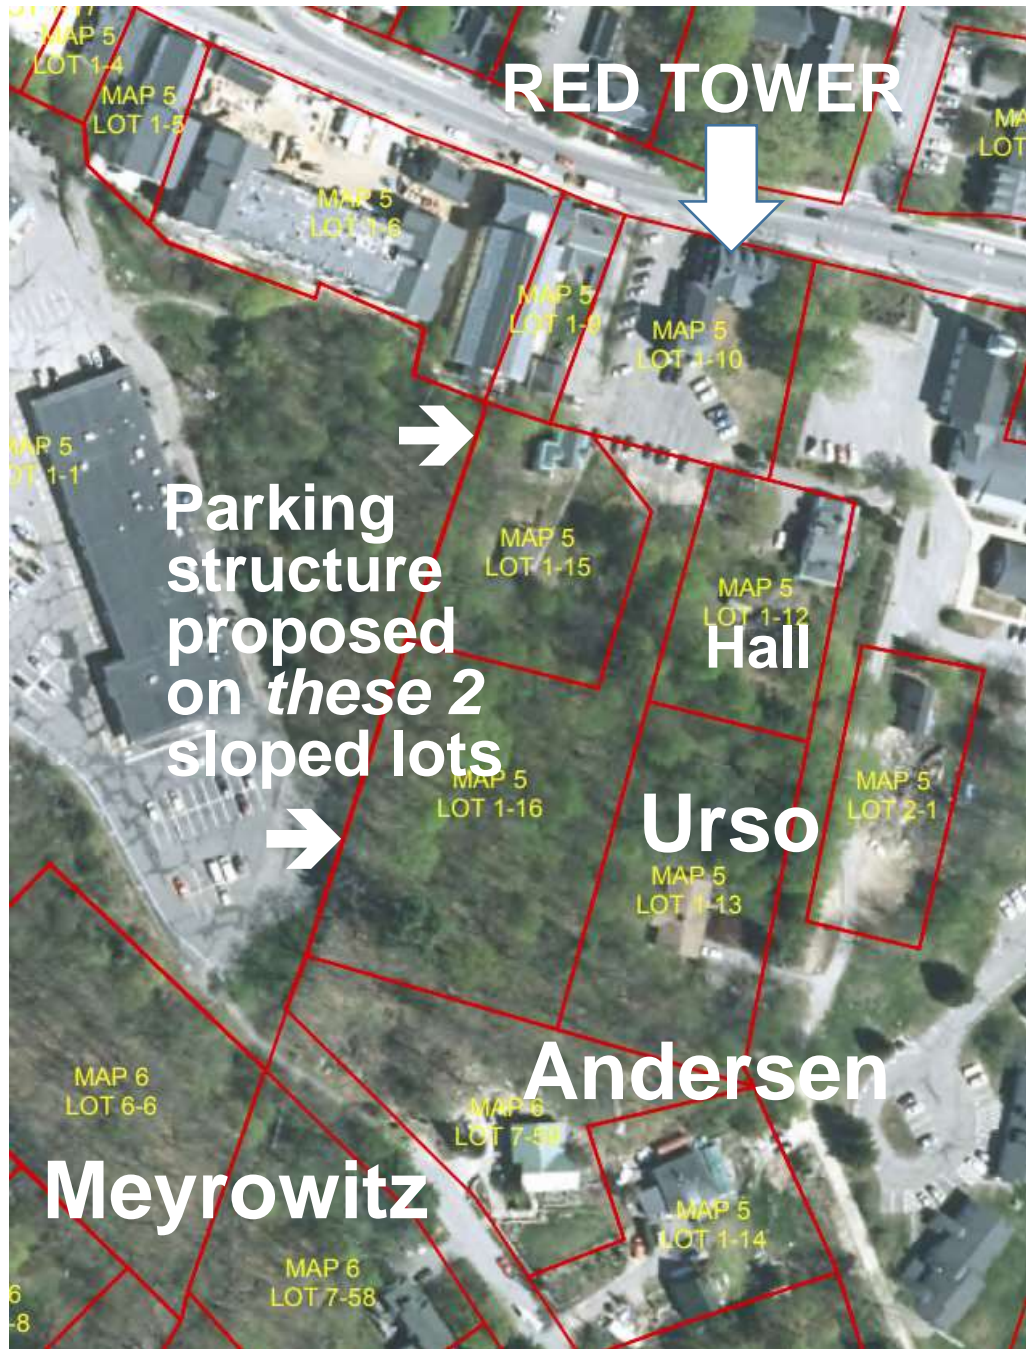 MAP 5
LOT 1-4
MAP 5
LOT 1-5
RED TOWER
MAP 5
LOT 1-6
MAP 5
LOT 1-9
MAP 5
LOT 1-10
MAP 5
LOT 1-1
Parking
structure
proposed
on these 2
sloped lots
MAP 5
LOT 1-15
MAP 5
LOT 1-12
Hall
MAP 5
LOT 1-16
Urso
MAP 5
LOT 2-1
MAP 5
LOT 1-13
Andersen
MAP 6
LOT 6-6
MAP 6
Meyrowitz
MAP 5
LOT 1-14
MAP 6
LOT 7-58